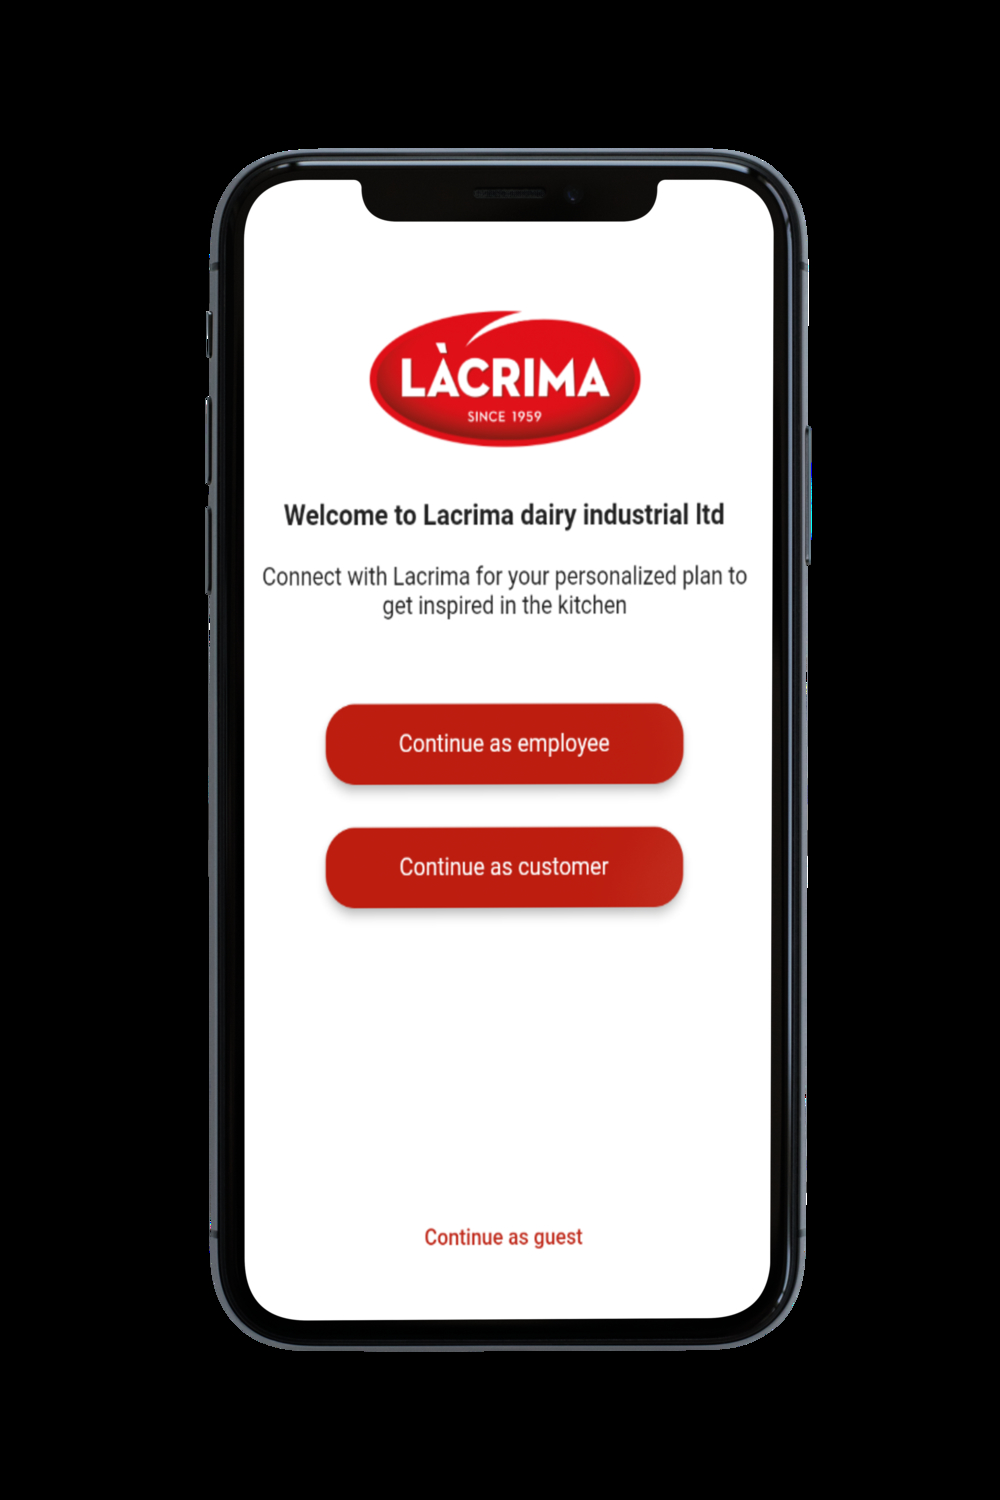 LÀCRIMA
SINCE 1959
Welcome to Lacrima dairy industrial ltd
Connect with Lacrima for your personalized plan to
get inspired in the kitchen
Continue as employee
Continue as customer
Continue as guest